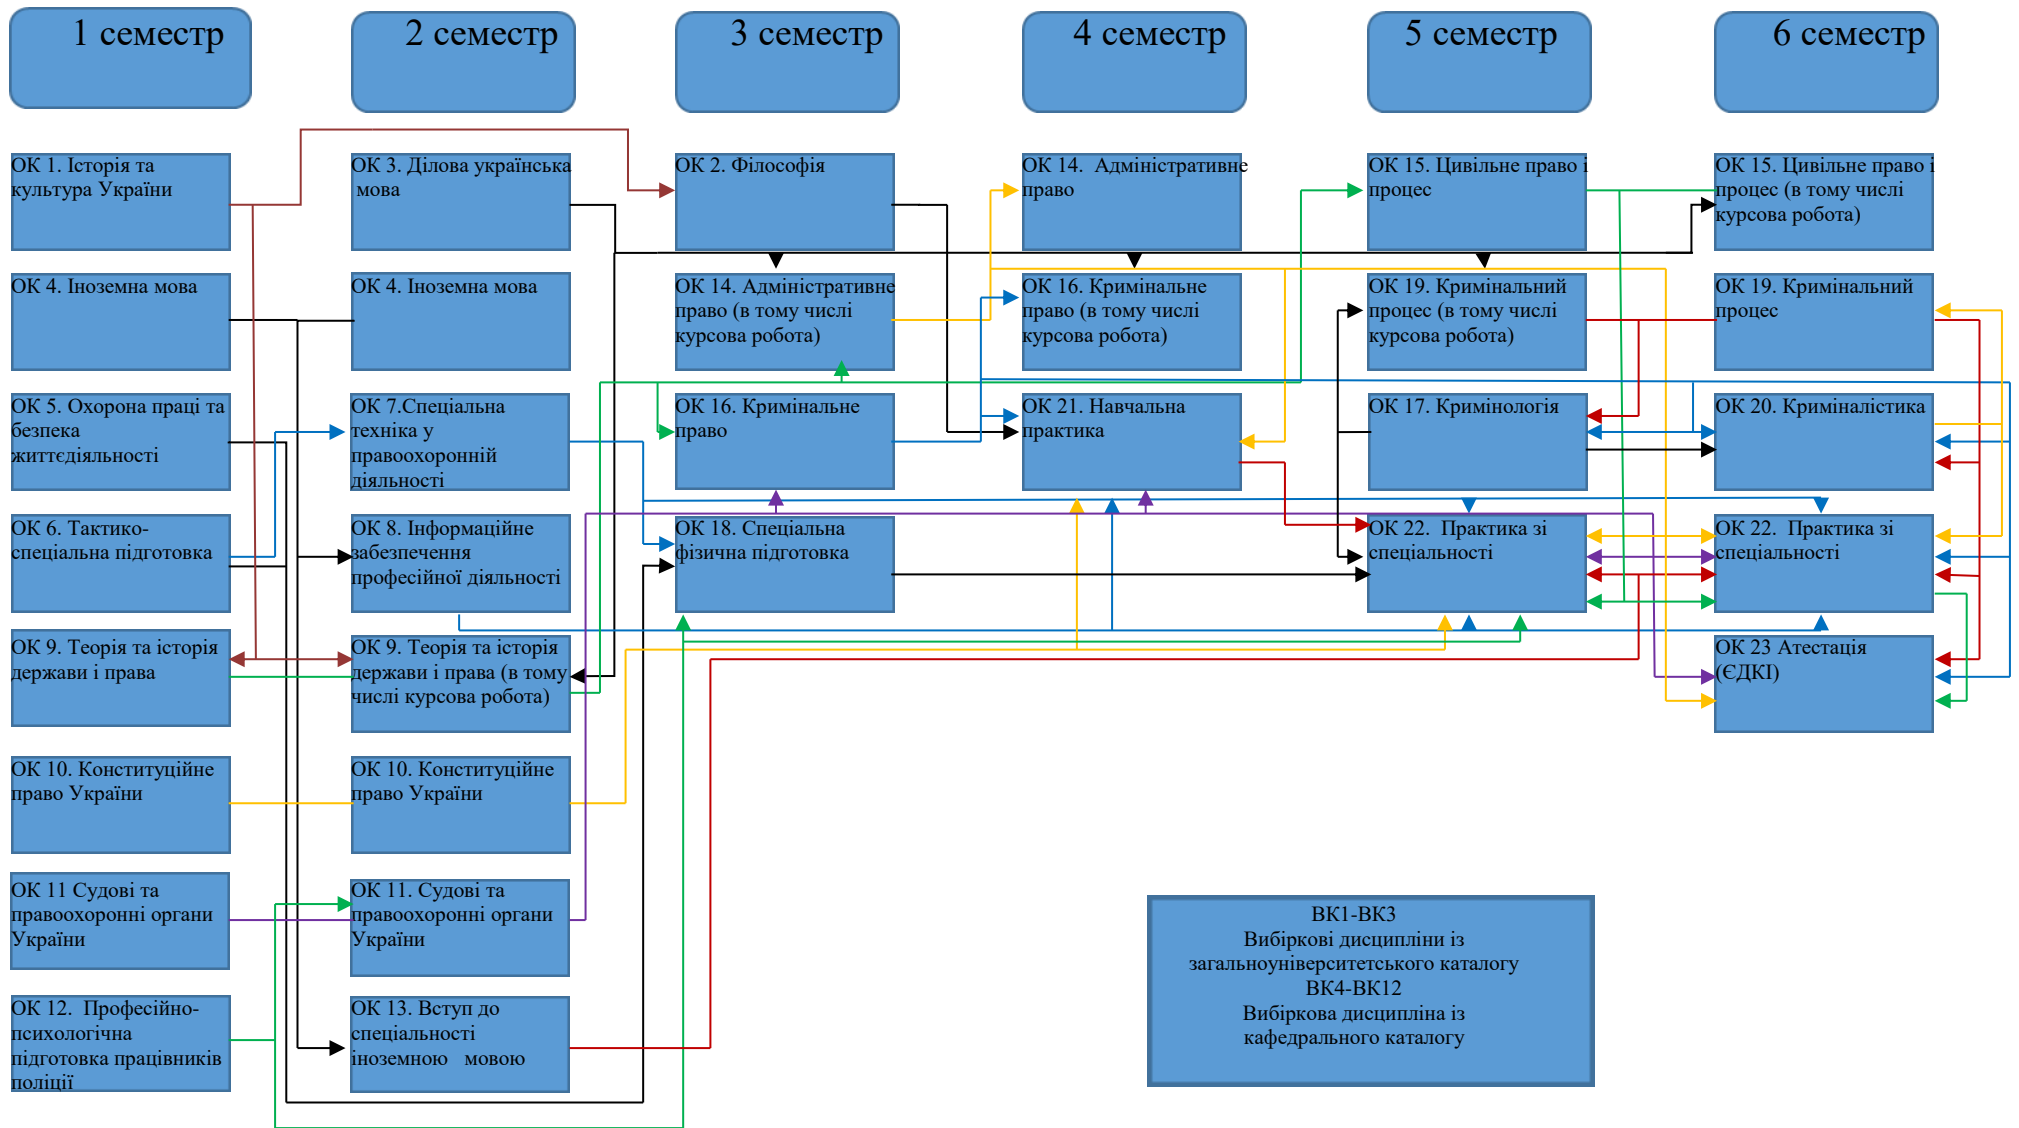 1 семестр
2 семестр
3 семестр
4 семестр
5 семестр
6 семестр
ОК 1. Історія та
культура України
ОК 3. Ділова українська
мова
ОК 2. Філософія
ОК 14. Адміністративне
право
ОК 15. Цивільне право і
процес
ОК 15. Цивільне право і
процес (в тому числі
курсова робота)
ОК 4. Іноземна мова
ОК 4. Іноземна мова
ОК 14. Адміністративне
право (в тому числі
курсова робота)
ОК 16. Кримінальне
право (в тому числі
курсова робота)
ОК 19. Кримінальний
процес (в тому числі
курсова робота)
ОК 19. Кримінальний
процес
ОК 5. Охорона праці та
безпека
життєдіяльності
ОК 7.Спеціальна
техніка у
правоохоронній
діяльності
ОК 16. Кримінальне
право
ОК 21. Навчальна
практика
ОК 17. Кримінологія
ОК 20. Криміналістика
ОК 6. Тактико-
спеціальна підготовка
ОК 8. Інформаційне
забезпечення
професійної діяльності
ОК 18. Спеціальна
фізична підготовка
ОК 22. Практика зі
спеціальності
ОК 22. Практика зі
спеціальності
ОК 9. Теорія та історія
держави і права
ОК 9. Теорія та історія
держави і права (в тому
числі курсова робота)
ОК 23 Атестація
(ЄДКІ)
ОК 10. Конституційне
право України
ОК 10. Конституційне
право України
ОК 11 Судові та
правоохоронні органи
України
ОК 11. Судові та
правоохоронні органи
України
ОК 12. Професійно-
психологічна
підготовка працівників
поліції
ОК 13. Вступ до
спеціальності
іноземною мовою
ВК1-ВК3
Вибіркові дисципліни із
загальноуніверситетського каталогу
ВК4-ВК12
Вибіркова дисципліна із
кафедрального каталогу